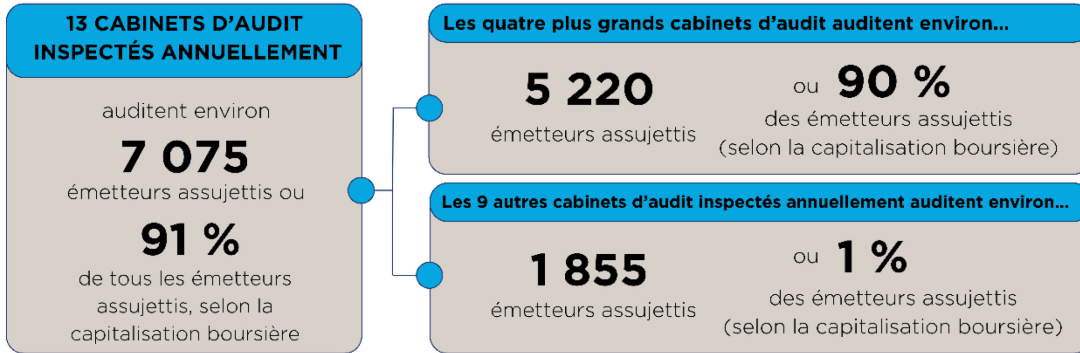 13 CABINETS D'AUDIT
INSPECTÉS ANNUELLEMENT
auditent environ
7 075
émetteurs assujettis ou
91 %
de tous les émetteurs
assujettis, selon la
capitalisation boursière
Les quatre plus grands cabinets d'audit auditent environ...
5 220
émetteurs assujettis
ou 90 %
des émetteurs assujettis
(selon la capitalisation boursière)
Les 9 autres cabinets d'audit inspectés annuellement auditent environ...
1 855
émetteurs assujettis
ou 1 %
des émetteurs assujettis
(selon la capitalisation boursière)